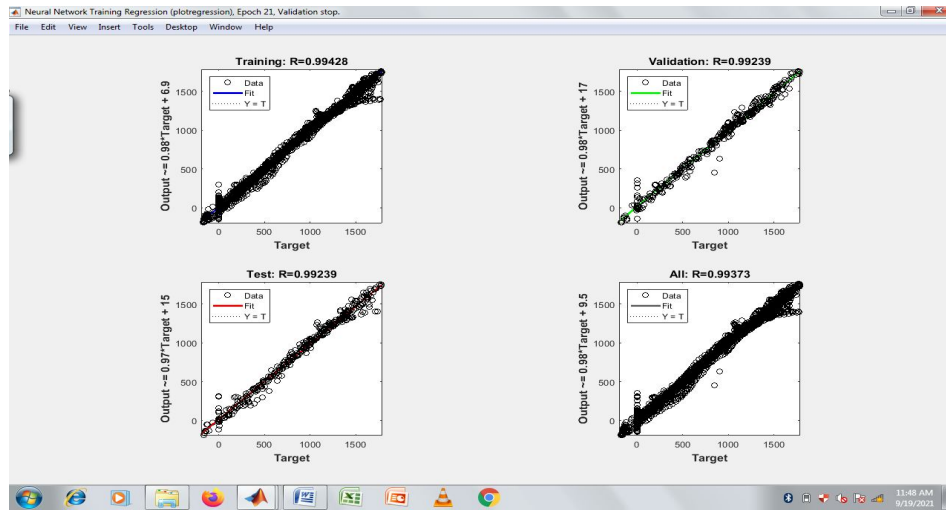 Neural Network Training Regression (plotregression), Epoch 21, Validation stop.
File Edit View Insert Tools Desktop Window Help
Training: R=0.99428
Output ~= 0.98*Target + 6.9
1500
1000
500
0
Data
Fit
Y = T
0 500 1000 1500
Target
Validation: R=0.99239
Output ~= 0.98*Target + 17
1500
1000
500
0
Data
Fit
Y = T
0 500 1000 1500
Target
Test: R=0.99239
Output ~= 0.97*Target + 15
1500
1000
500
0
Data
Fit
Y = T
0 500 1000 1500
Target
All: R=0.99373
Output ~= 0.98*Target + 9.5
1500
1000
500
0
Data
Fit
Y = T
0 500 1000 1500
Target
11:48 AM
9/19/2021